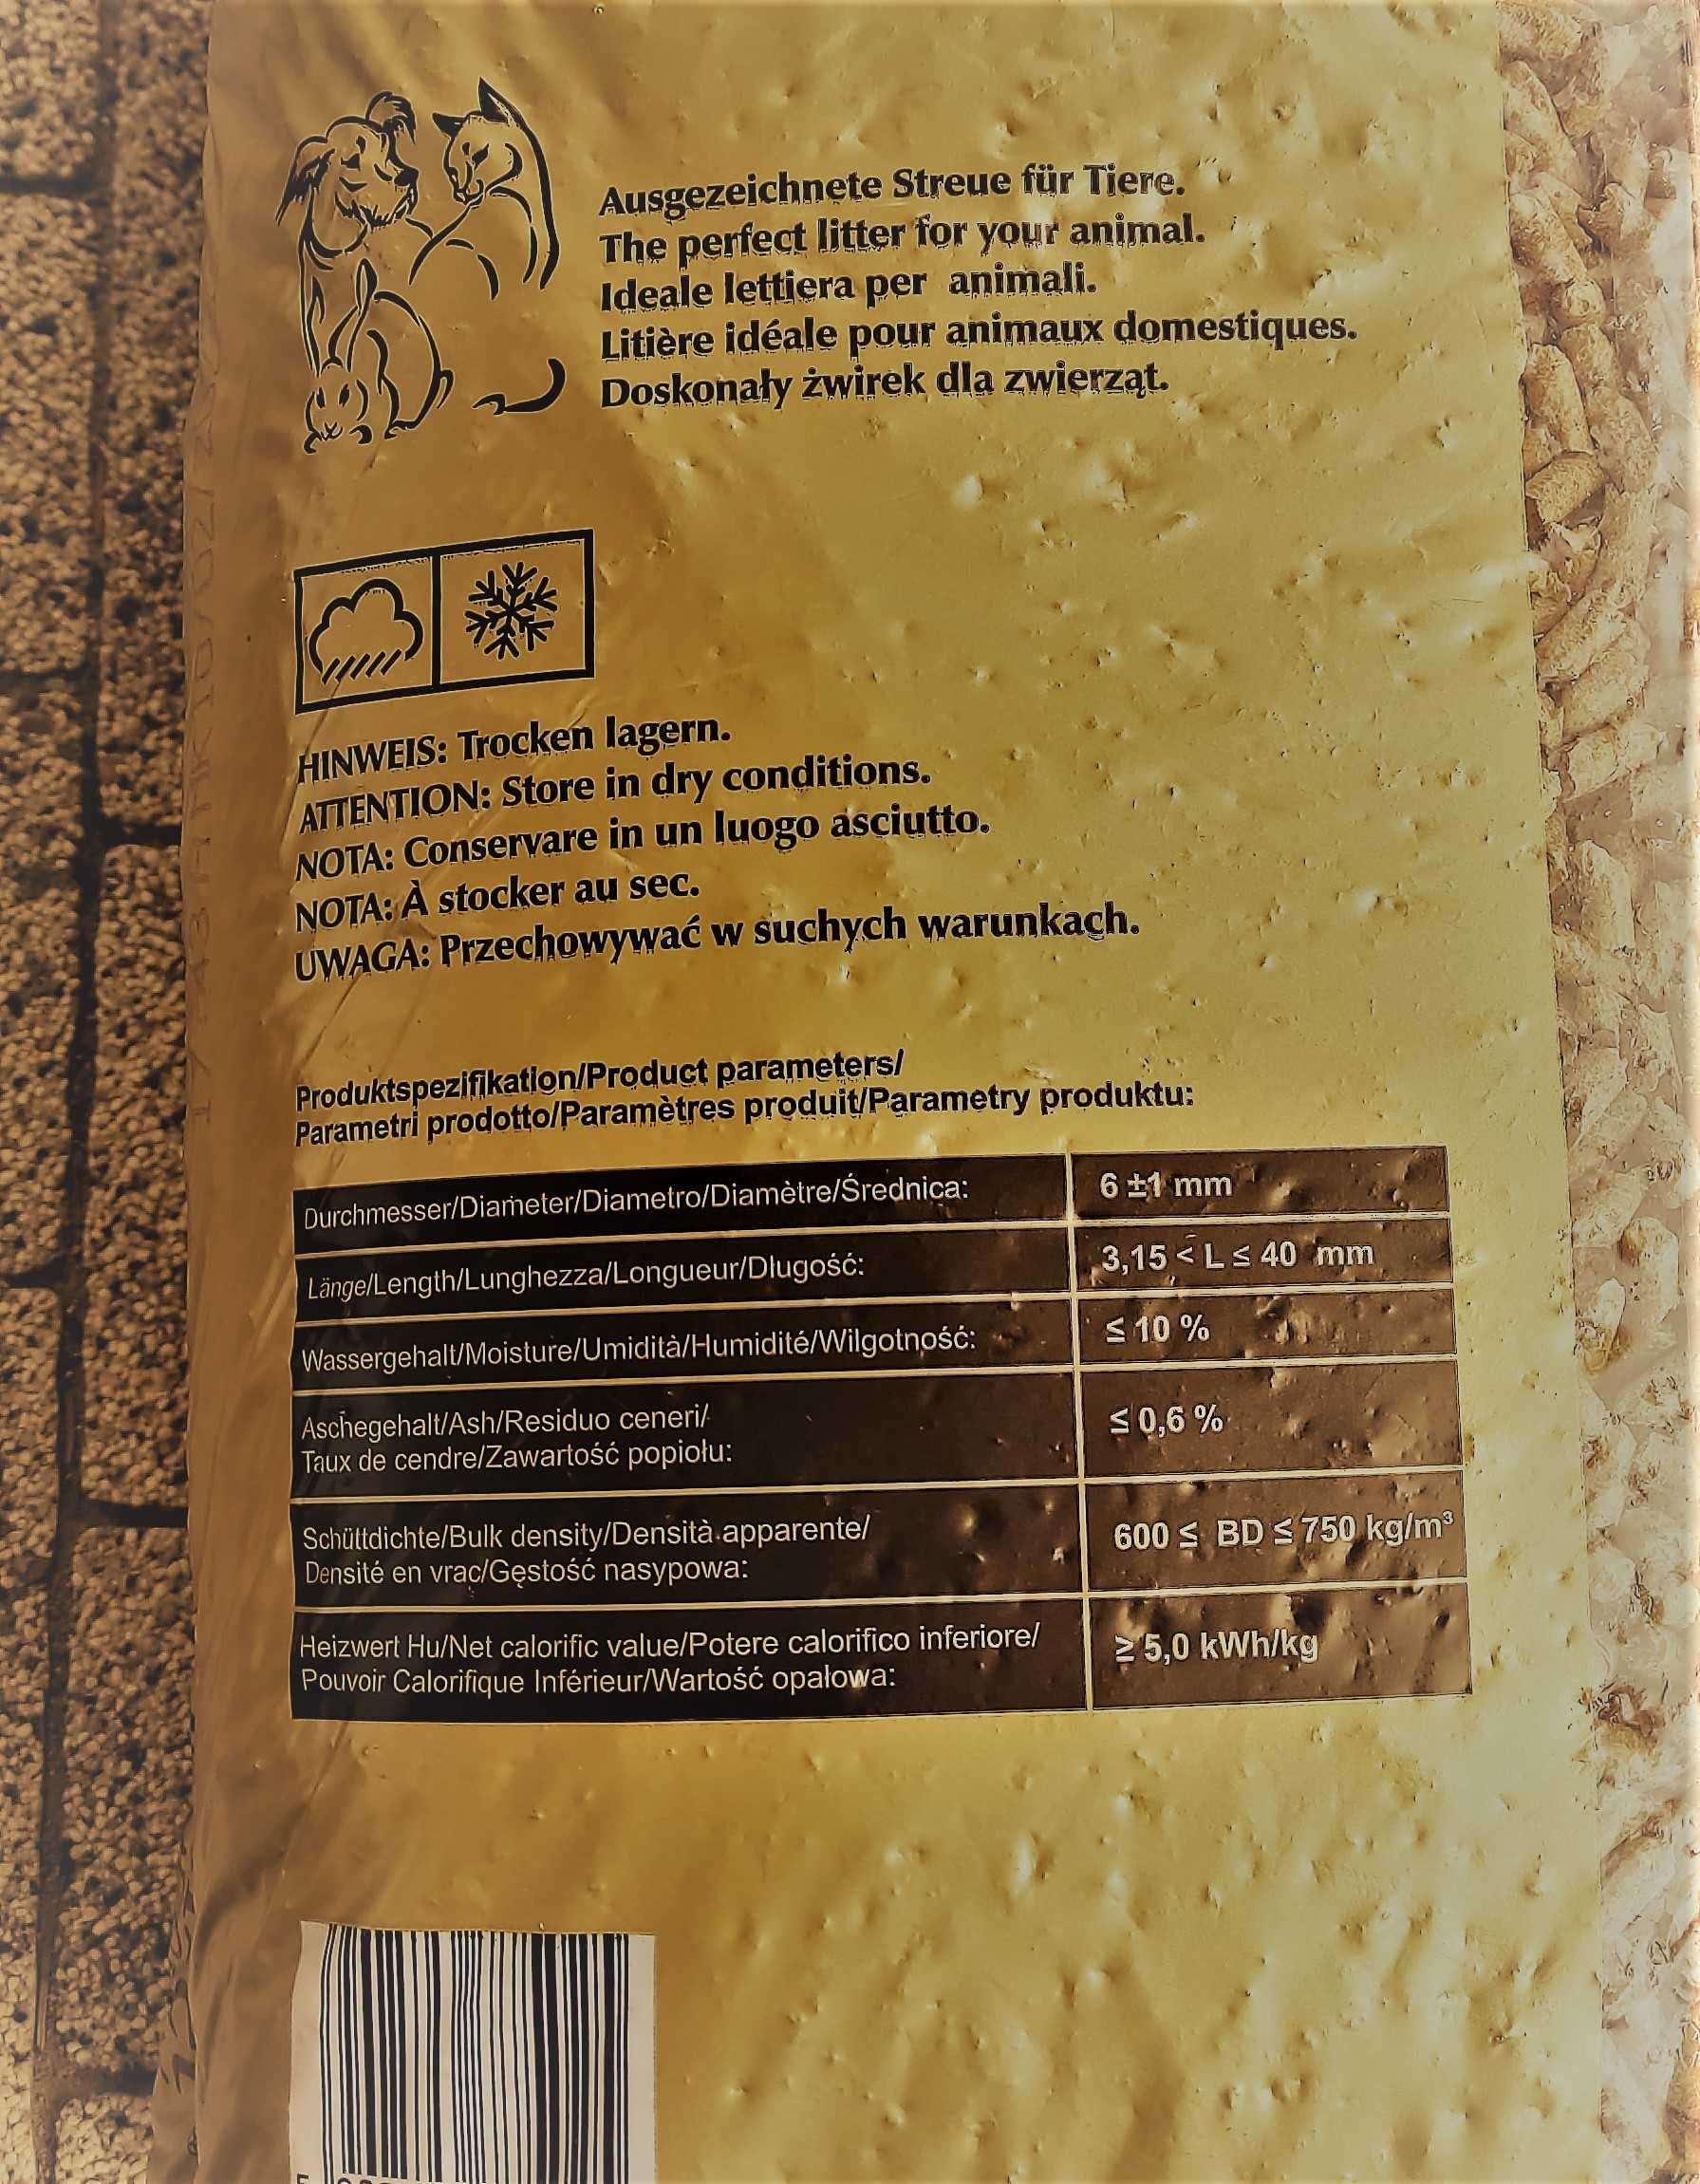 Ausgezeichnete Streue für Tiere.
The perfect litter for your animal.
Ideale lettiera per animali.
Litière idéale pour animaux domestiques.
Doskonały żwirek dla zwierząt.
HINWEIS: Trocken lagern.
ATTENTION: Store in dry conditions.
NOTA: Conservare in un luogo asciutto.
NOTA: À stocker au sec.
UWAGA: Przechowywać w suchych warunkach.
Produktspezifikation/Product parameters/
Parametri prodotto/Paramètres produit/Parametry produktu:
Durchmesser/Diameter/Diametro/Diamètre/Średnica: 6 ±1 mm
Länge/Length/Lunghezza/Longueur/Długość: 3,15 < L ≤ 40 mm
Wassergehalt/Moisture/Umidità/Humidité/Wilgotność: ≤ 10 %
Aschegehalt/Ash/Residuo ceneri/
Taux de cendre/Zawartość popiołu: ≤ 0,6 %
Schüttdichte/Bulk density/Densità apparente/
Densité en vrac/Gęstość nasypowa: 600 ≤ BD ≤ 750 kg/m³
Heizwert Hu/Net calorific value/Potere calorifico inferiore/
Pouvoir Calorifique Inférieur/Wartość opałowa: ≥ 5,0 kWh/kg